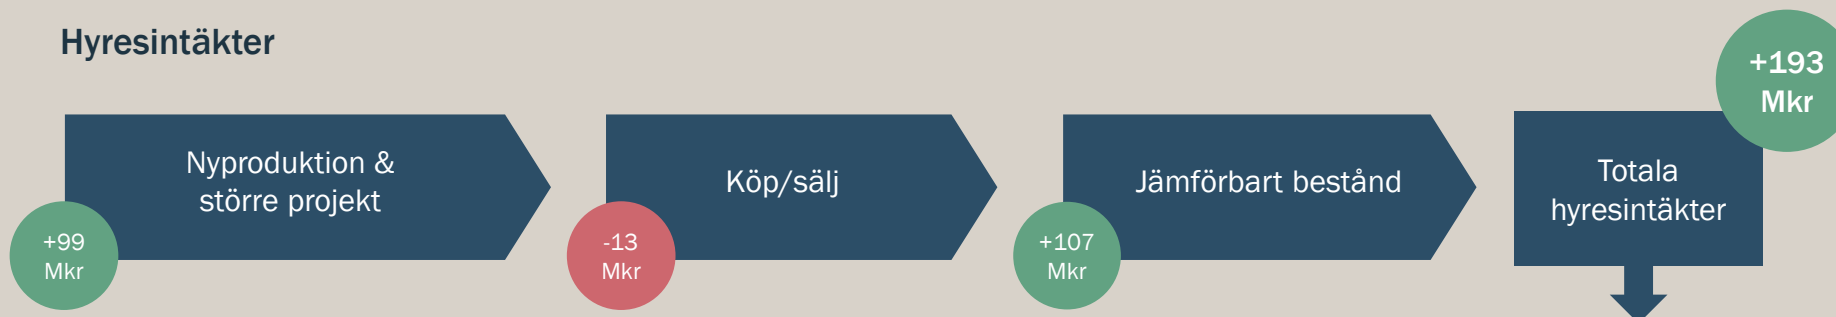 Hyresintäkter
Nyproduktion &
större projekt
+99
Mkr
Köp/sälj
-13
Mkr
Jämförbart bestånd
+107
Mkr
Totala
hyresintäkter
+193
Mkr